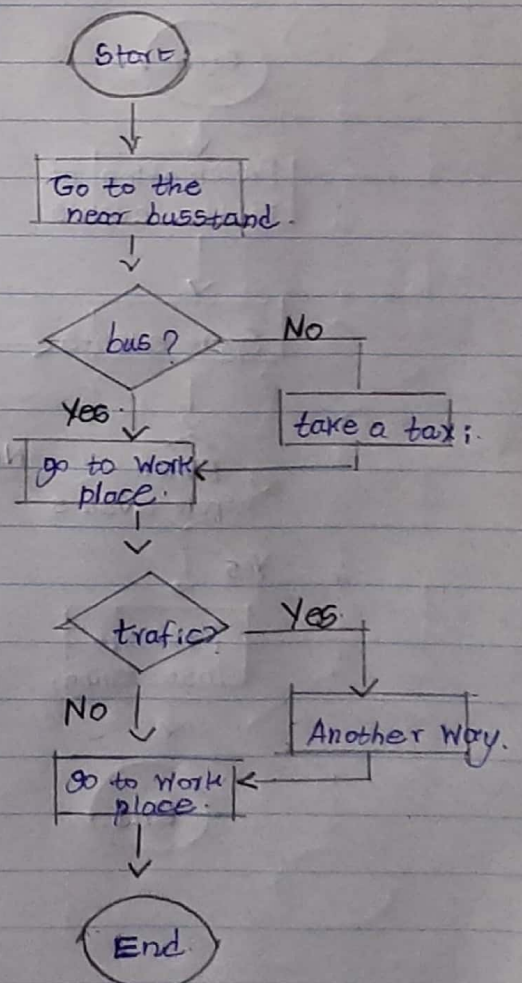 Start
Go to the
near busstand.
bus?
No
Yes.
take a taxi.
go to work
place.
trafic?
Yes.
No
Another way.
go to work
place.
End